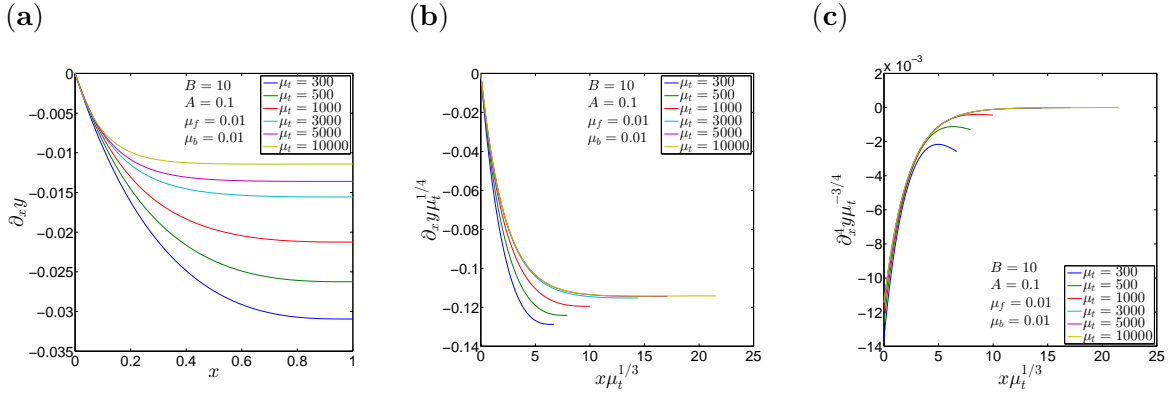 (a)
0
−0.005
−0.01
−0.015
−0.02
−0.025
−0.03
−0.035
0 0.2 0.4 0.6 0.8 1
x
∂ₓy
B = 10
A = 0.1
μ_f = 0.01
μ_b = 0.01
μ_t = 300
μ_t = 500
μ_t = 1000
μ_t = 3000
μ_t = 5000
μ_t = 10000
(b)
0
−0.02
−0.04
−0.06
−0.08
−0.1
−0.12
−0.14
0 5 10 15 20 25
xμ_t^{1/3}
∂ₓyμ_t^{1/4}
B = 10
A = 0.1
μ_f = 0.01
μ_b = 0.01
μ_t = 300
μ_t = 500
μ_t = 1000
μ_t = 3000
μ_t = 5000
μ_t = 10000
(c)
x 10^{−3}
2
0
−2
−4
−6
−8
−10
−12
−14
0 5 10 15 20 25
xμ_t^{1/3}
∂_x^4yμ_t^{−3/4}
B = 10
A = 0.1
μ_f = 0.01
μ_b = 0.01
μ_t = 300
μ_t = 500
μ_t = 1000
μ_t = 3000
μ_t = 5000
μ_t = 10000